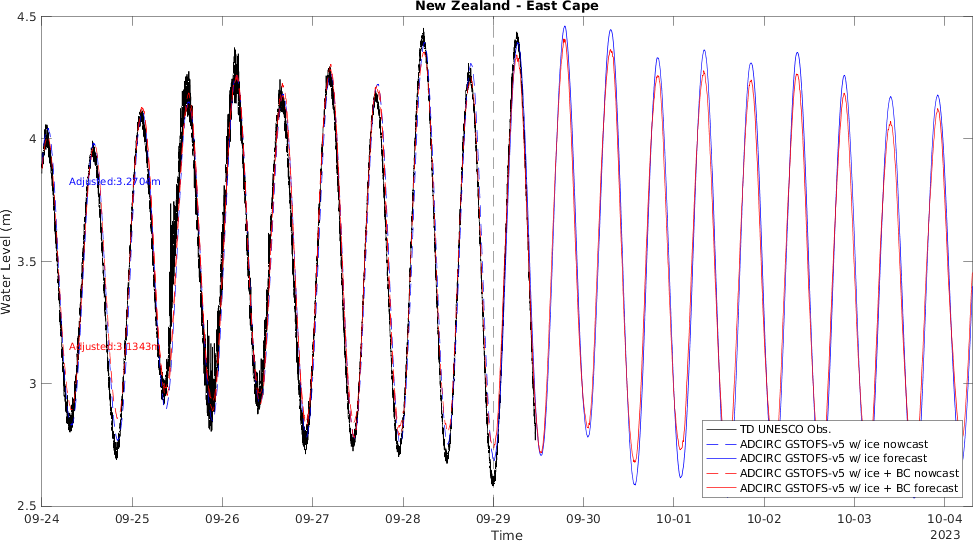 New Zealand - East Cape
4.5
4
3.5
3
2.5
Water Level (m)
Adjusted:3.2704m
Adjusted:3.1343m
TD UNESCO Obs.
ADCIRC GSTOFS-v5 w/ ice nowcast
ADCIRC GSTOFS-v5 w/ ice forecast
ADCIRC GSTOFS-v5 w/ ice + BC nowcast
ADCIRC GSTOFS-v5 w/ ice + BC forecast
09-24 09-25 09-26 09-27 09-28 09-29 09-30 10-01 10-02 10-03 10-04
Time
2023